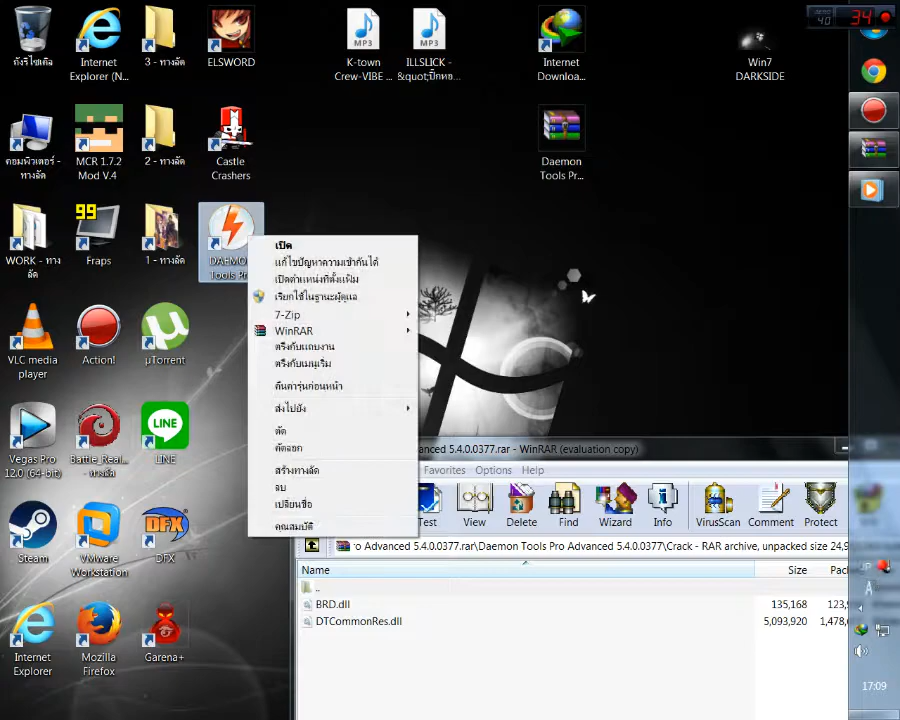 ถังรีไซเคิล
Internet
Explorer (N...
3 - ทางลัด
ELSWORD
K-town
Crew-VIBE ...
ILLSLICK -
Internet
Downloa...
Win7
DARKSIDE
40
34
คอมพิวเตอร์ -
ทางลัด
MCR 1.7.2
Mod V.4
2 - ทางลัด
Castle
Crashers
Daemon
Tools Pr...
WORK - ทาง
ลัด
99
Fraps
1 - ทางลัด
DAEMO
Tools Pr
เปิด
แก้ไขปัญหาความเข้ากันได้
เปิดตำแหน่งที่ตั้งแฟ้ม
เรียกใช้ในฐานะผู้ดูแล
7-Zip
WinRAR
ตรึงกับแถบงาน
ตรึงกับเมนูเริ่ม
คืนค่ารุ่นก่อนหน้า
ส่งไปยัง
ตัด
คัดลอก
สร้างทางลัด
ลบ
เปลี่ยนชื่อ
คุณสมบัติ
VLC media
player
Action!
µTorrent
Vegas Pro
12.0 (64-bit)
Battle_Real...
- ทางลัด
LINE
LINE
Steam
VMware
Workstation
DFX
DFX
Internet
Explorer
Mozilla
Firefox
Garena+
MP3
MP3
anced 5.4.0.0377.rar - WinRAR (evaluation copy)
Favorites Options Help
Test View Delete Find Wizard Info VirusScan Comment Protect
ro Advanced 5.4.0.0377.rar\Daemon Tools Pro Advanced 5.4.0.0377\Crack - RAR archive, unpacked size 24,9
Name Size Pack
..
BRD.dll 135,168 123,
DTCommonRes.dll 5,093,920 1,478,
17:09